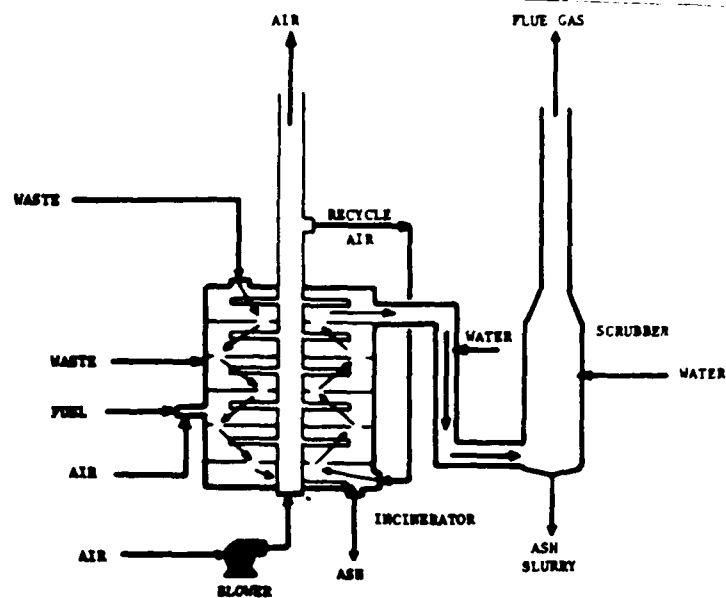 AIR
FLUE GAS
WASTE
RECYCLE
AIR
WATER
SCRUBBER
WASTE
WATER
FUEL
AIR
INCINERATOR
AIR
ASH
ASH
SLURRY
BLOWER